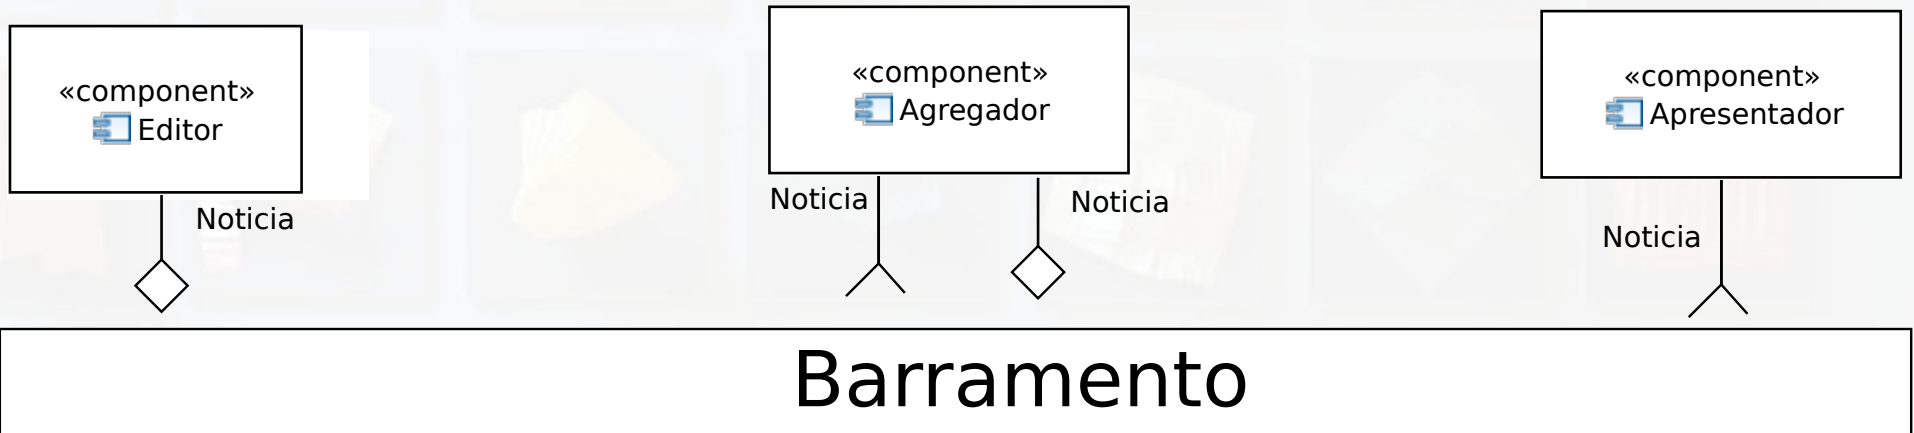 «component»
Editor
Noticia
«component»
Agregador
Noticia
Noticia
«component»
Apresentador
Noticia
Barramento